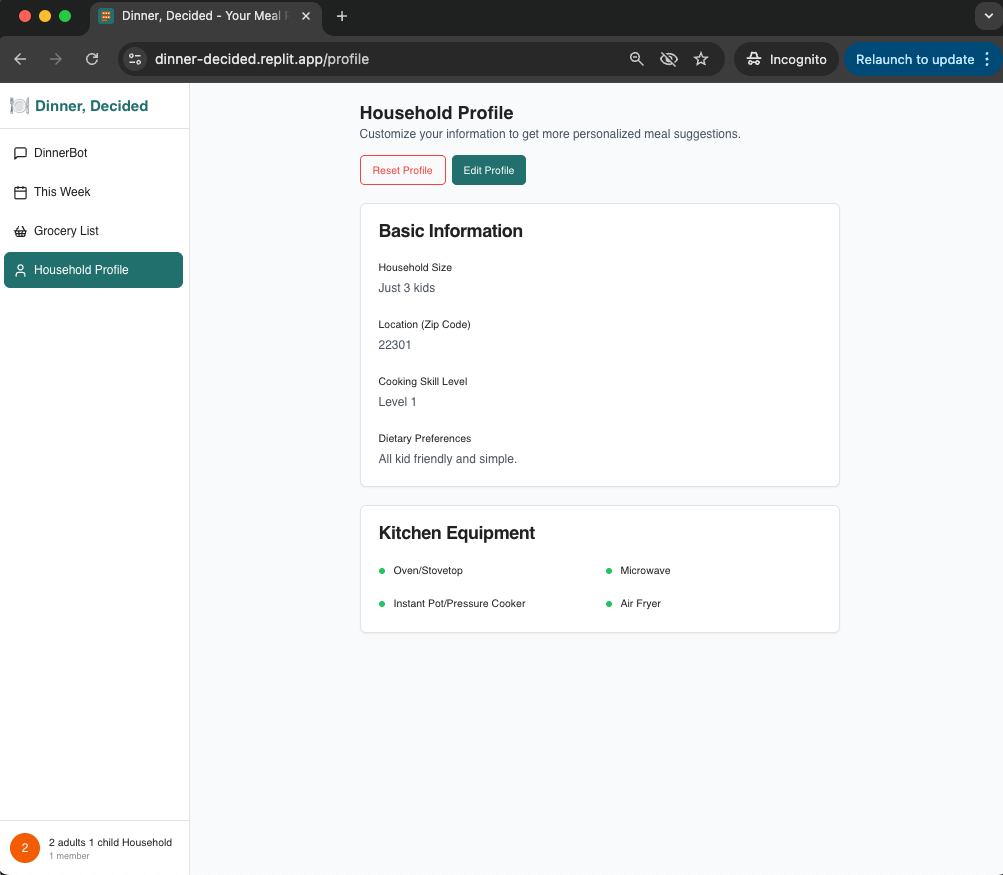 Dinner, Decided - Your Meal
dinner-decided.replit.app/profile
Incognito
Relaunch to update
Dinner, Decided
DinnerBot
This Week
Grocery List
Household Profile
2
2 adults 1 child Household
1 member
Household Profile
Customize your information to get more personalized meal suggestions.
Reset Profile
Edit Profile
Basic Information
Household Size
Just 3 kids
Location (Zip Code)
22301
Cooking Skill Level
Level 1
Dietary Preferences
All kid friendly and simple.
Kitchen Equipment
Oven/Stovetop
Microwave
Instant Pot/Pressure Cooker
Air Fryer